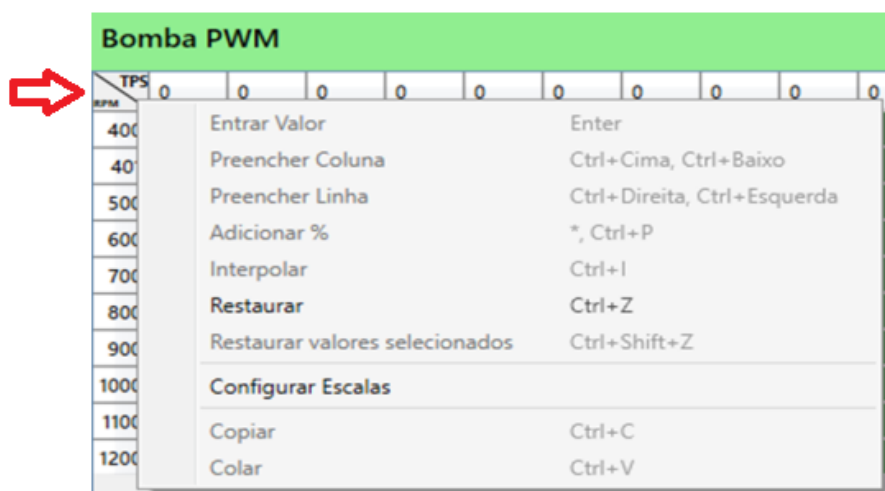 Bomba PWM
TPS 0 0 0 0 0 0 0 0 0 0
RPM
Entrar Valor Enter
Preencher Coluna Ctrl+Cima, Ctrl+Baixo
Preencher Linha Ctrl+Direita, Ctrl+Esquerda
500
Adicionar % *, Ctrl+P
600
Interpolar Ctrl+I
700
Restaurar Ctrl+Z
800
Restaurar valores selecionados Ctrl+Shift+Z
900
Configurar Escalas
1000
1100
Copiar Ctrl+C
1200
Colar Ctrl+V